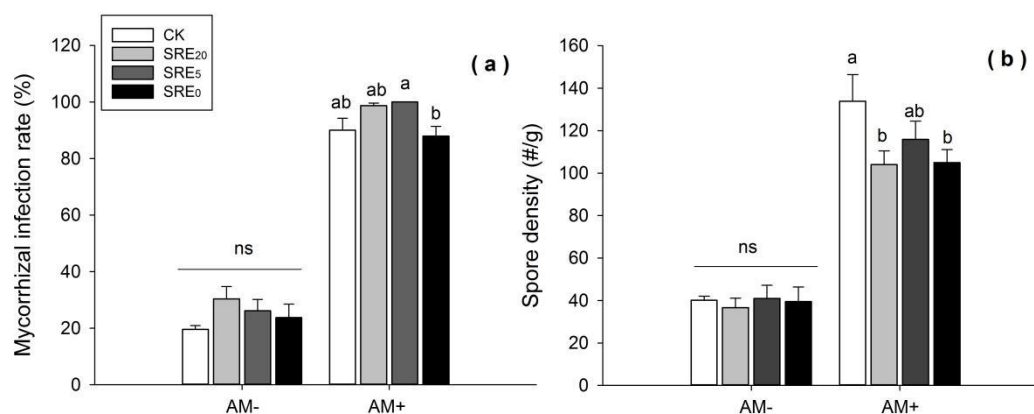 CK
SRE20
SRE5
SRE0
( a )
Mycorrhizal infection rate (%)
120
100
80
60
40
20
0
ns
ab
ab
a
b
AM-
AM+
( b )
Spore density (#/g)
160
140
120
100
80
60
40
20
0
ns
a
b
ab
b
AM-
AM+